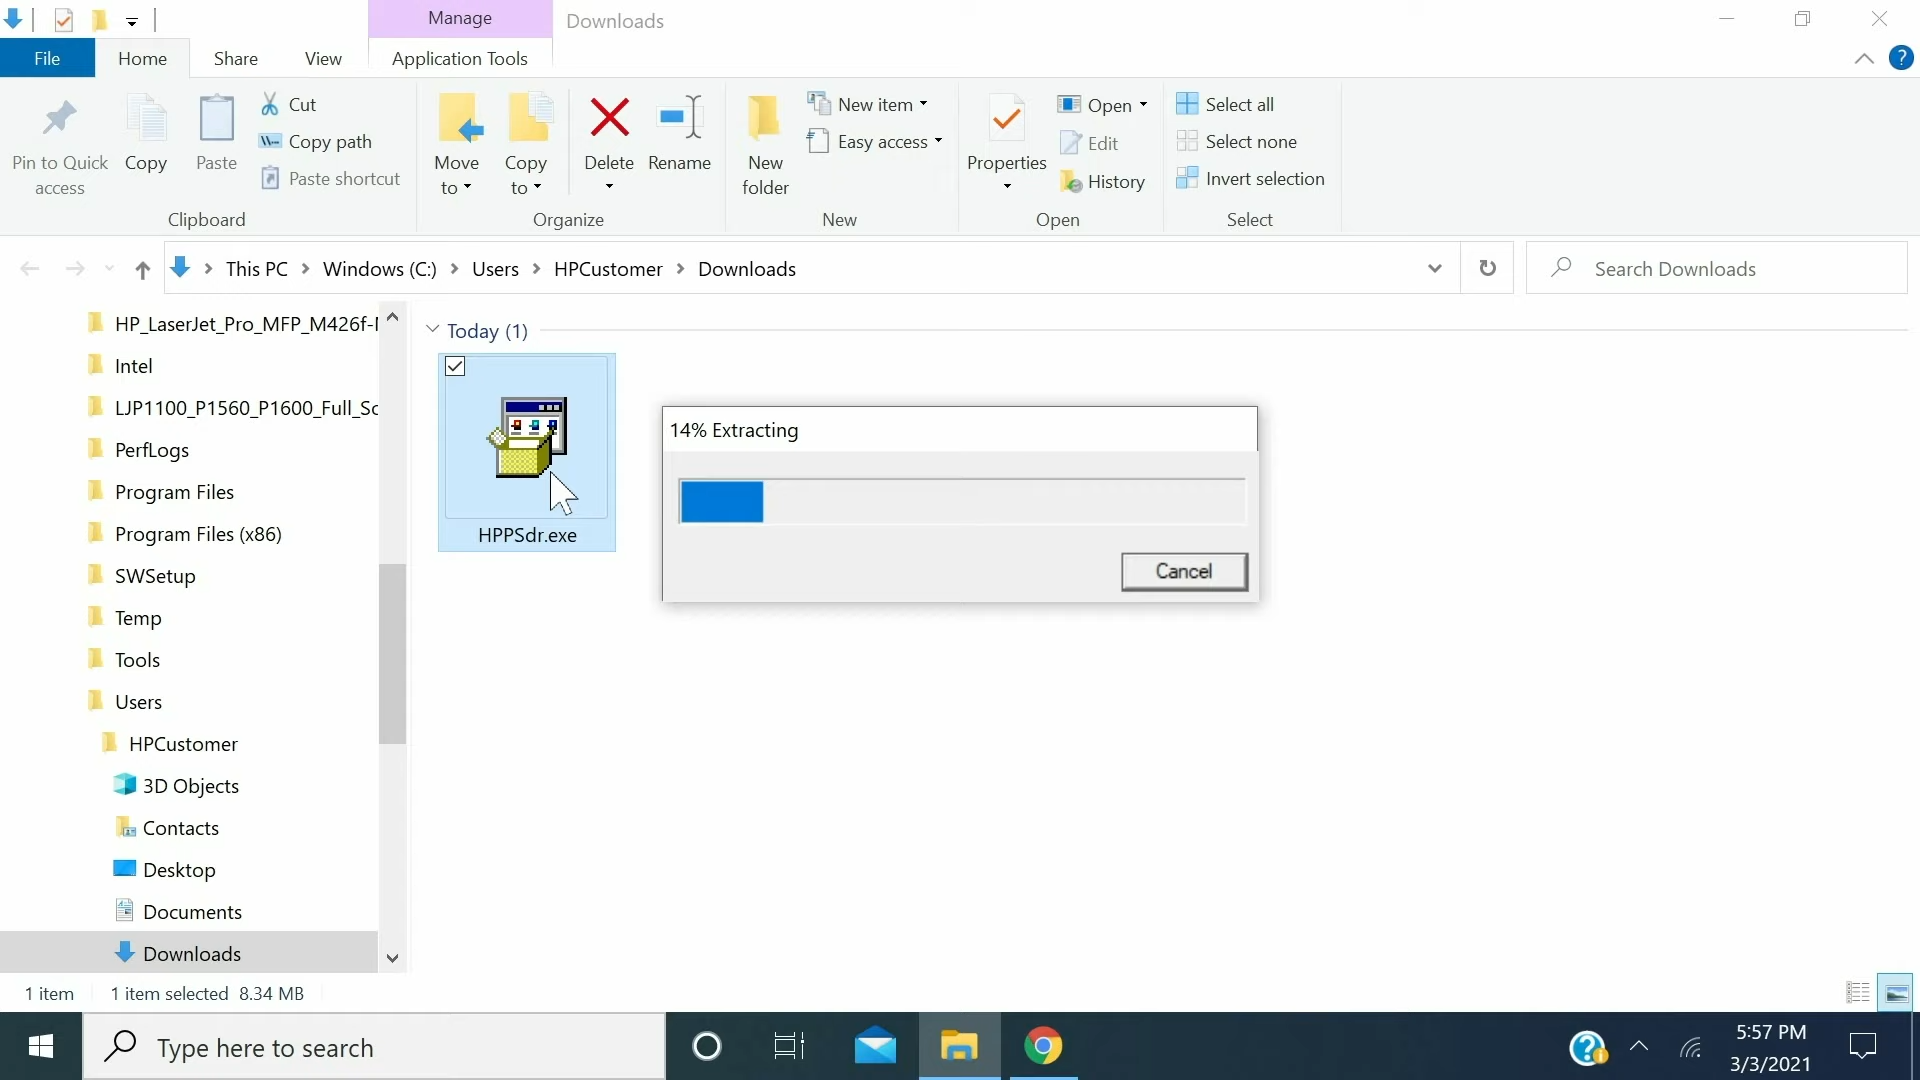 Manage
Downloads
File
Home
Share
View
Application Tools
Pin to Quick
access
Copy
Paste
Cut
Copy path
Paste shortcut
Clipboard
Move
to
Copy
to
Delete
Rename
Organize
New
folder
New item
Easy access
New
Properties
Open
Edit
History
Open
Select all
Select none
Invert selection
Select
This PC > Windows (C:) > Users > HPCustomer > Downloads
Search Downloads
HP_LaserJet_Pro_MFP_M426f-
Intel
LJP1100_P1560_P1600_Full_So
PerfLogs
Program Files
Program Files (x86)
SWSetup
Temp
Tools
Users
HPCustomer
3D Objects
Contacts
Desktop
Documents
Downloads
Today (1)
HPPSdr.exe
14% Extracting
Cancel
1 item
1 item selected 8.34 MB
Type here to search
5:57 PM
3/3/2021